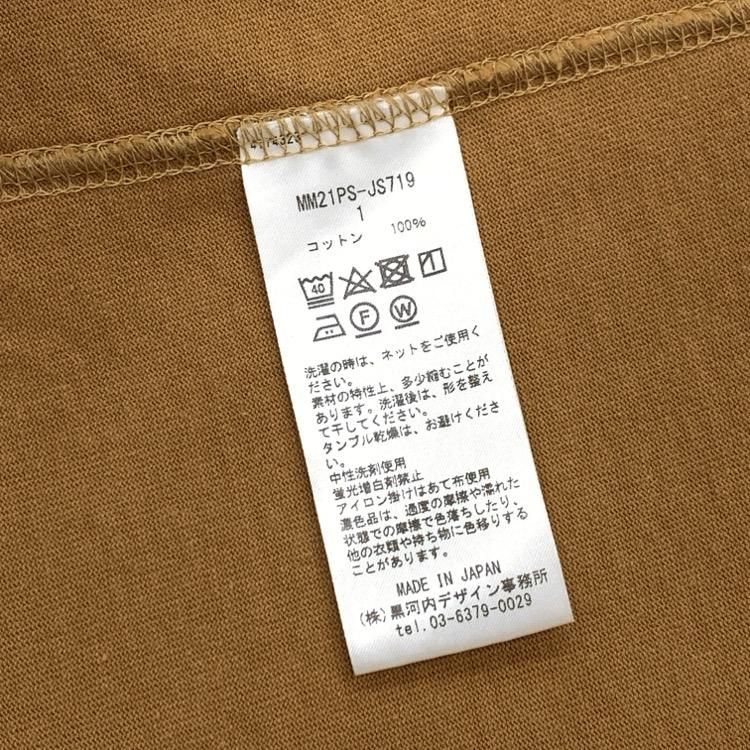 MM21PS-JS719
1
コットン 100%
40
F W
洗濯の時は、ネットをご使用く
ださい。
素材の特性上、多少縮むことが
あります。洗濯後は、形を整え
て干してください。
タンブル乾燥は、お避けくださ
い。
中性洗剤使用
蛍光増白剤禁止
アイロン掛けはあて布使用
濃色品は、過度の摩擦や濡れた
状態での摩擦で色落ちしたり、
他の衣類や持ち物に色移りする
ことがあります。
MADE IN JAPAN
(株)黒河内デザイン事務所
tel.03-6379-0029